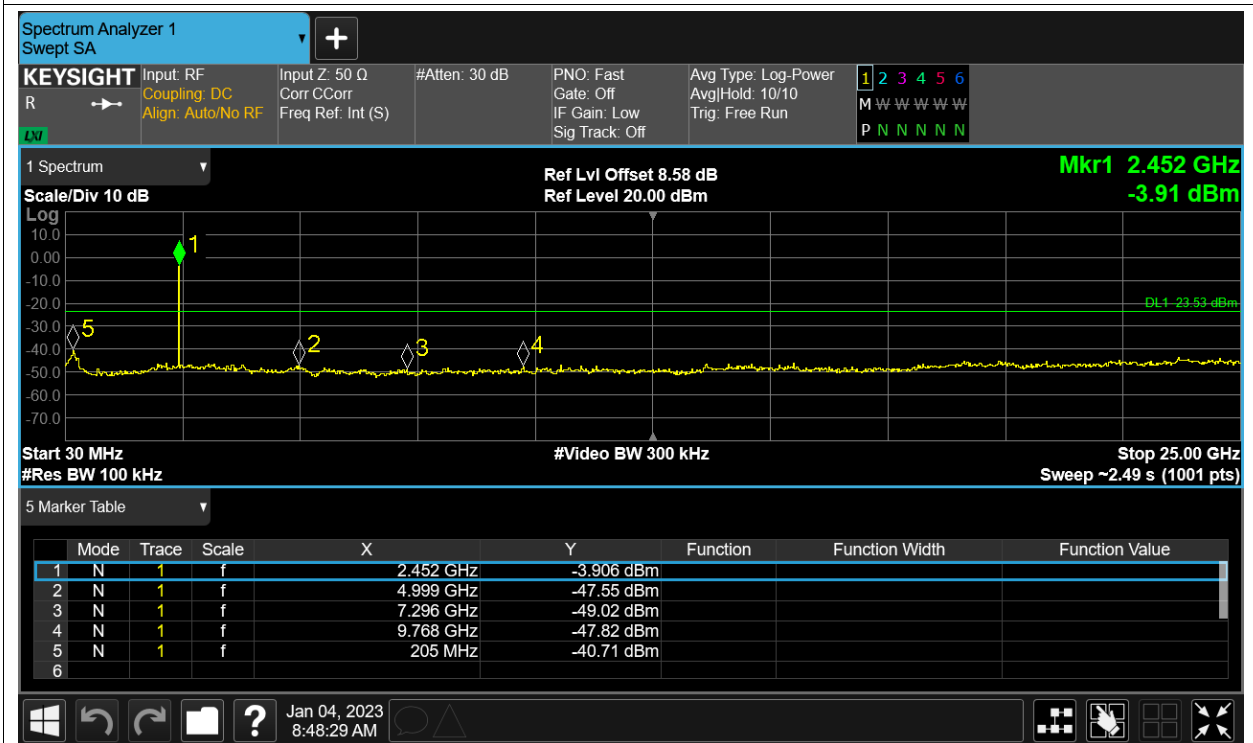 Spectrum Analyzer 1
Swept SA
KEYSIGHT
R
LXI
Input: RF
Coupling: DC
Align: Auto/No RF
Input Z: 50 Ω
Corr CCorr
Freq Ref: Int (S)
#Atten: 30 dB
PNO: Fast
Gate: Off
IF Gain: Low
Sig Track: Off
Avg Type: Log-Power
Avg|Hold: 10/10
Trig: Free Run
1 2 3 4 5 6
M W W W W W
P N N N N N
1 Spectrum
Scale/Div 10 dB
Ref Lvl Offset 8.58 dB
Ref Level 20.00 dBm
Mkr1 2.452 GHz
-3.91 dBm
Log
10.0
0.00
-10.0
-20.0
-30.0
-40.0
-50.0
-60.0
-70.0
1
DL1 -23.53 dBm
5
2
3
4
Start 30 MHz
#Video BW 300 kHz
Stop 25.00 GHz
#Res BW 100 kHz
Sweep ~2.49 s (1001 pts)
5 Marker Table
Mode Trace Scale X Y Function Function Width Function Value
1 N 1 f 2.452 GHz -3.906 dBm
2 N 1 f 4.999 GHz -47.55 dBm
3 N 1 f 7.296 GHz -49.02 dBm
4 N 1 f 9.768 GHz -47.82 dBm
5 N 1 f 205 MHz -40.71 dBm
6
?
Jan 04, 2023
8:48:29 AM